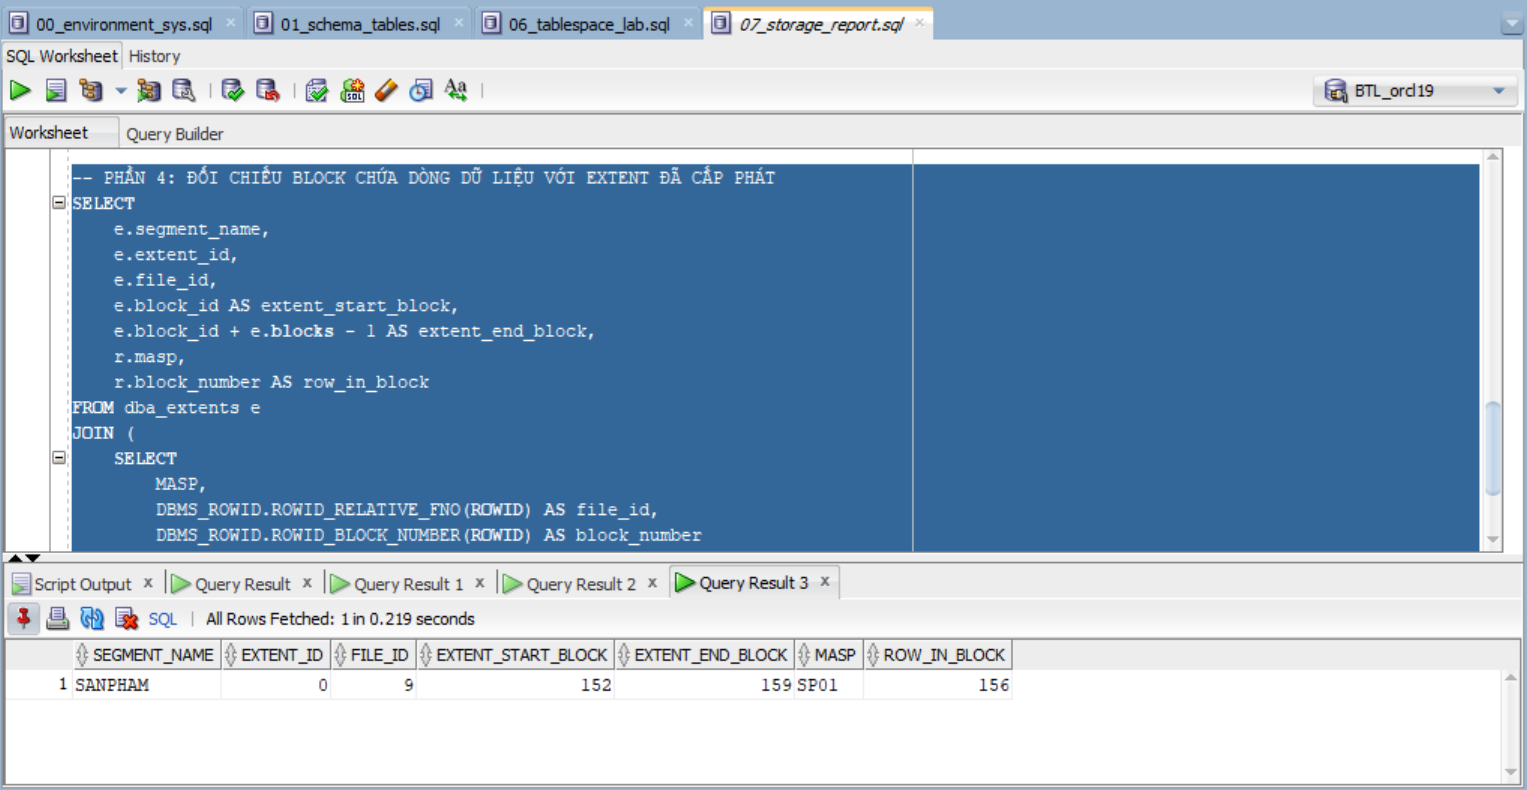 00_environment_sys.sql × 01_schema_tables.sql × 06_tablespace_lab.sql × 07_storage_report.sql ×
SQL Worksheet History
BTL_orcl19
Worksheet Query Builder
-- PHẦN 4: ĐỐI CHIẾU BLOCK CHỨA DÒNG DỮ LIỆU VỚI EXTENT ĐÃ CẤP PHÁT
SELECT
e.segment_name,
e.extent_id,
e.file_id,
e.block_id AS extent_start_block,
e.block_id + e.blocks - 1 AS extent_end_block,
r.masp,
r.block_number AS row_in_block
FROM dba_extents e
JOIN (
SELECT
MASP,
DBMS_ROWID.ROWID_RELATIVE_FNO(ROWID) AS file_id,
DBMS_ROWID.ROWID_BLOCK_NUMBER(ROWID) AS block_number
Script Output × Query Result × Query Result 1 × Query Result 2 × Query Result 3 ×
SQL | All Rows Fetched: 1 in 0.219 seconds
SEGMENT_NAME EXTENT_ID FILE_ID EXTENT_START_BLOCK EXTENT_END_BLOCK MASP ROW_IN_BLOCK
1 SANPHAM 0 9 152 159 SP01 156